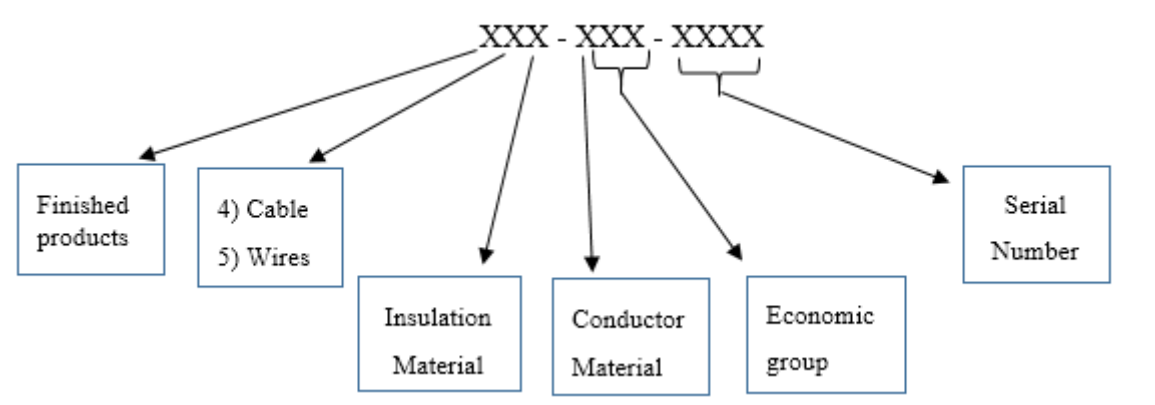 XXX - XXX - XXXX
Finished
products
4) Cable
5) Wires
Insulation
Material
Conductor
Material
Economic
group
Serial
Number